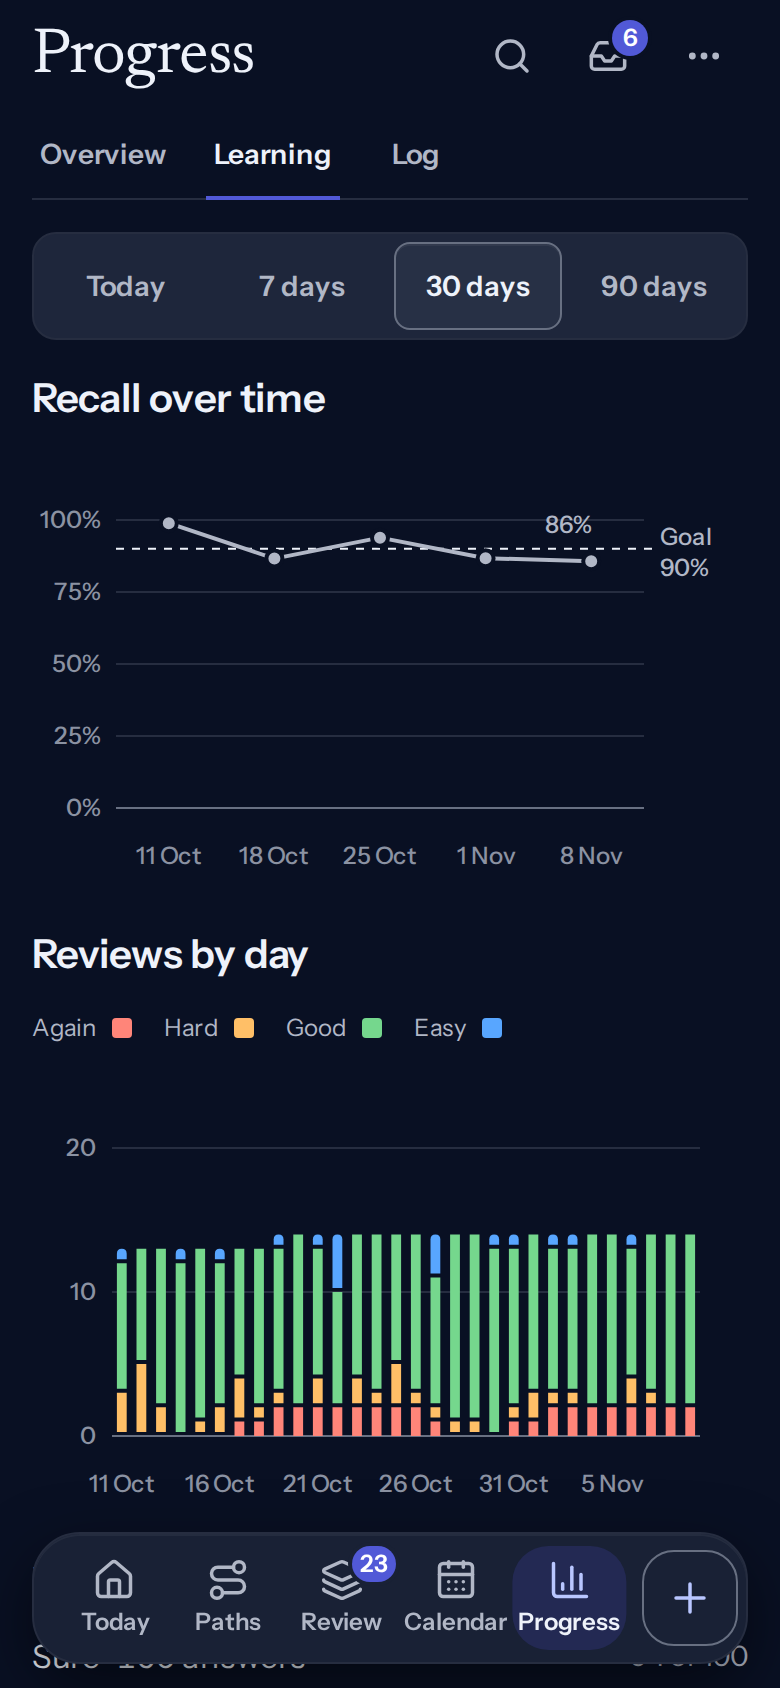 Progress
6
Overview Learning Log
Today 7 days 30 days 90 days
Recall over time
100%
86%
Goal
90%
75%
50%
25%
0%
11 Oct 18 Oct 25 Oct 1 Nov 8 Nov
Reviews by day
Again Hard Good Easy
20
10
0
11 Oct 16 Oct 21 Oct 26 Oct 31 Oct 5 Nov
23
Today Paths Review Calendar Progress
answers